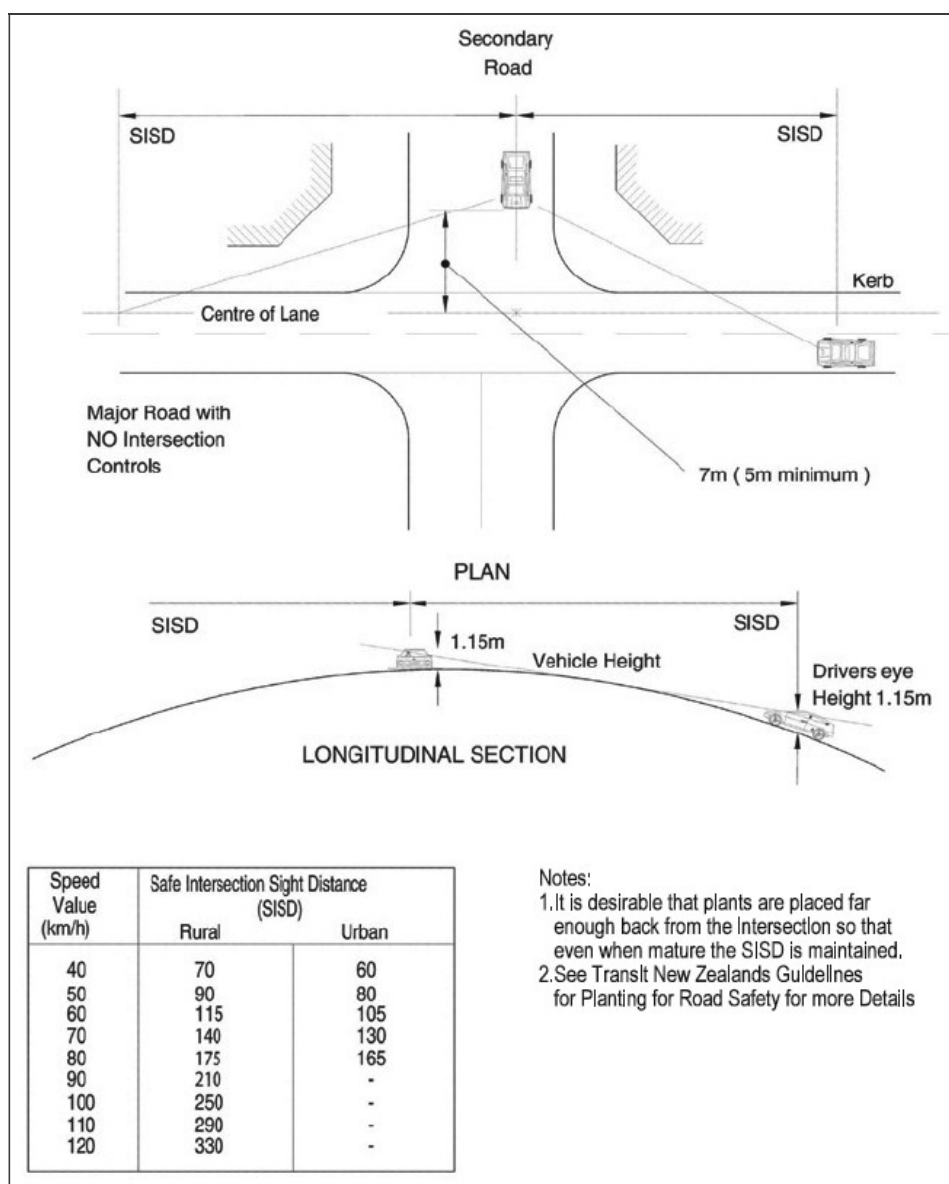 Secondary
Road
SISD
SISD
Kerb
Centre of Lane
Major Road with
NO Intersection
Controls
7m ( 5m minimum )
PLAN
SISD
SISD
1.15m
Vehicle Height
Drivers eye
Height 1.15m
LONGITUDINAL SECTION
Speed
Value
(km/h)
Safe Intersection Sight Distance
(SISD)
Rural Urban
40 70 60
50 90 80
60 115 105
70 140 130
80 175 165
90 210 -
100 250 -
110 290 -
120 330 -
Notes:
1.It is desirable that plants are placed far
enough back from the Intersection so that
even when mature the SISD is maintained.
2.See Transit New Zealands Guidelines
for Planting for Road Safety for more Details